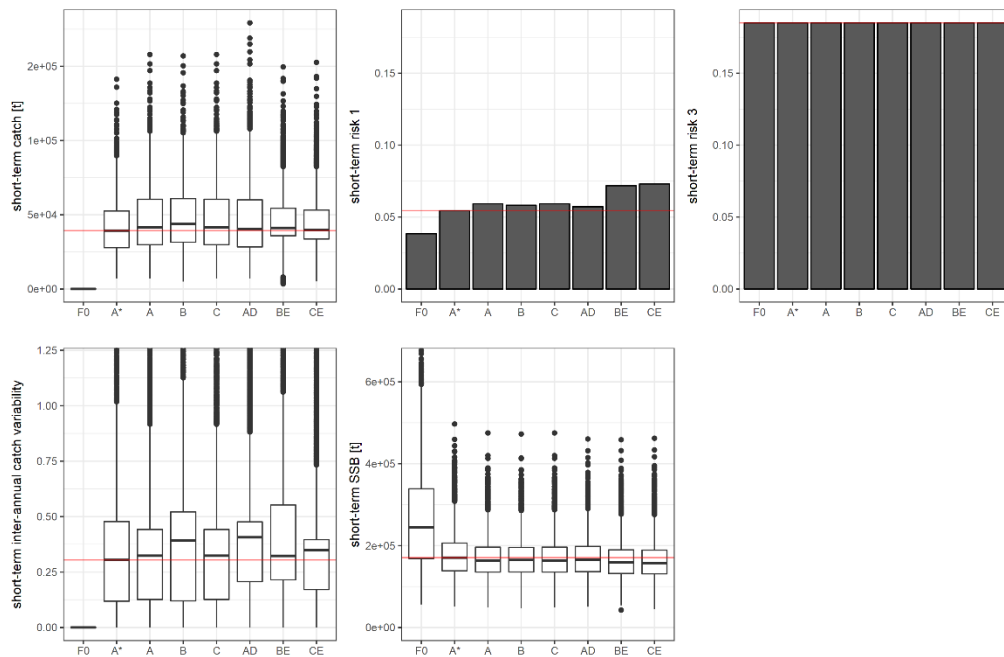 short-term catch [t]
2e+05
1e+05
5e+04
0e+00
F0 A* A B C AD BE CE
short-term risk 1
0.15
0.10
0.05
0.00
F0 A* A B C AD BE CE
short-term risk 3
0.15
0.10
0.05
0.00
F0 A* A B C AD BE CE
short-term inter-annual catch variability
1.25
1.00
0.75
0.50
0.25
0.00
F0 A* A B C AD BE CE
short-term SSB [t]
6e+05
4e+05
2e+05
0e+00
F0 A* A B C AD BE CE